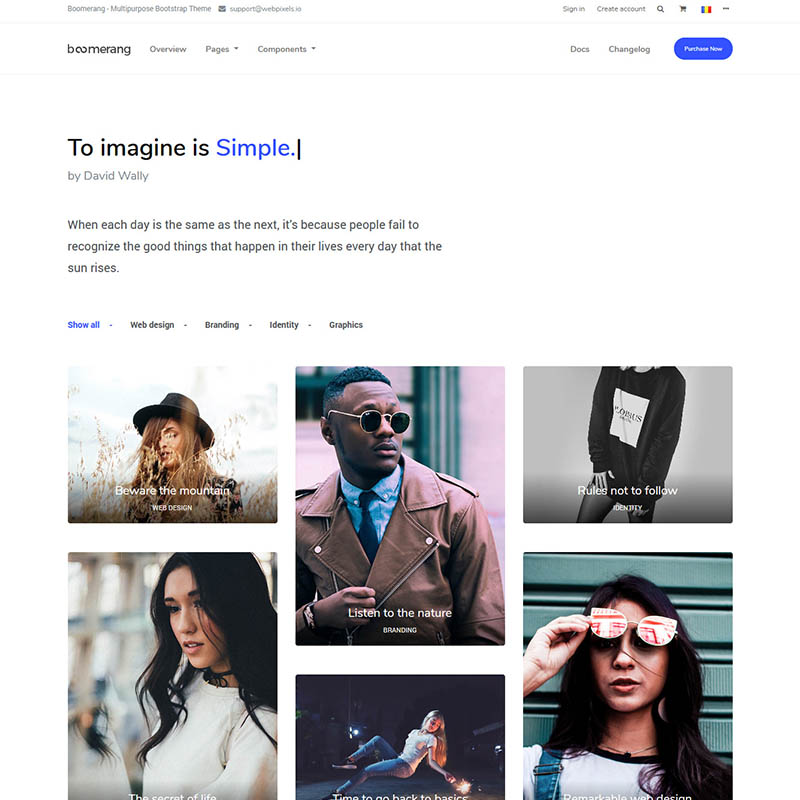 Boomerang - Multipurpose Bootstrap Theme support@webpixels.io Sign in Create account
boomerang Overview Pages Components Docs Changelog Purchase Now
To imagine is Simple.|
by David Wally
When each day is the same as the next, it's because people fail to
recognize the good things that happen in their lives every day that the
sun rises.
Show all - Web design - Branding - Identity - Graphics
Beware the mountain
WEB DESIGN
Listen to the nature
BRANDING
Rules not to follow
IDENTITY
The secret of life
Time to go back to basics
Remarkable web design